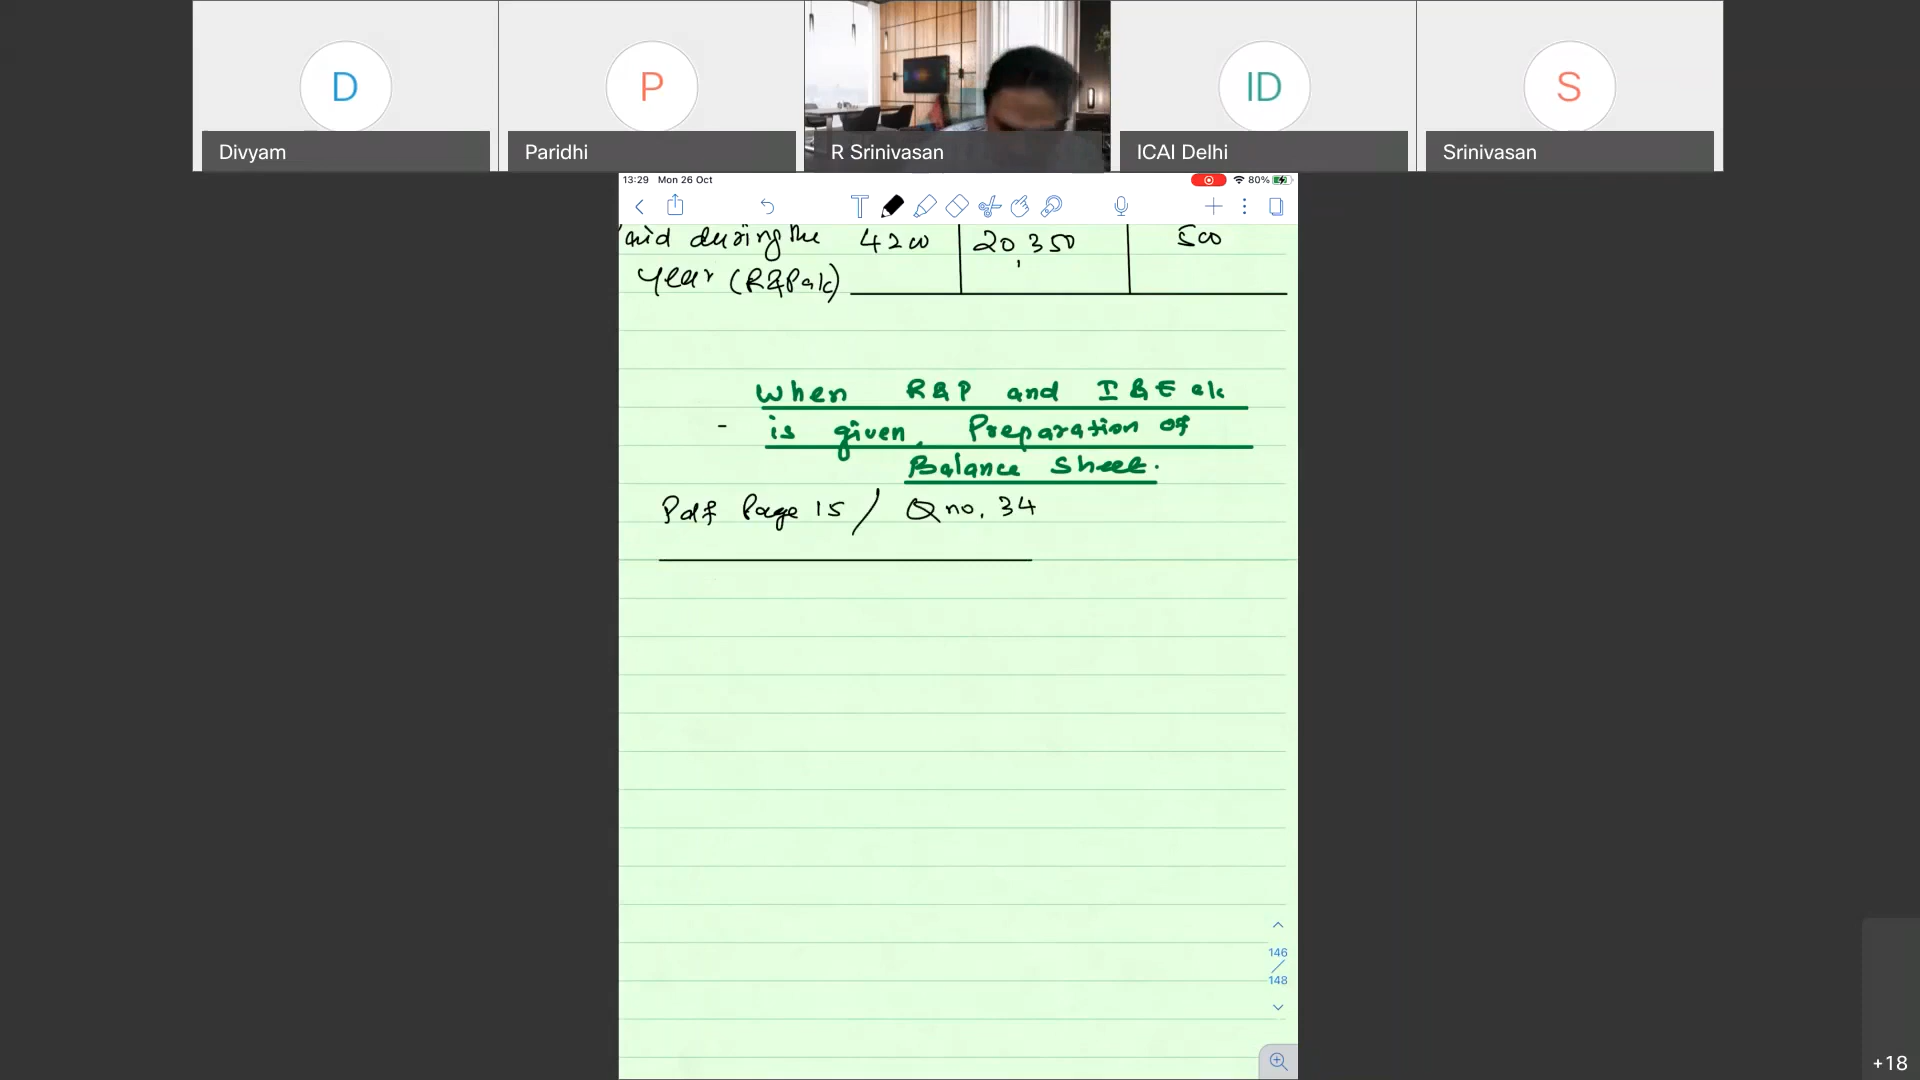 D
P
ID
S
Divyam
Paridhi
R Srinivasan
ICAI Delhi
Srinivasan
13:29 Mon 26 Oct
80%
T
during the 4200 20,350 500
year (R&P a/c)
When R&P and I & E a/c
- is given, Preparation of
Balance Sheet.
Pdf Page 15 / Q no. 34
146
148
+18